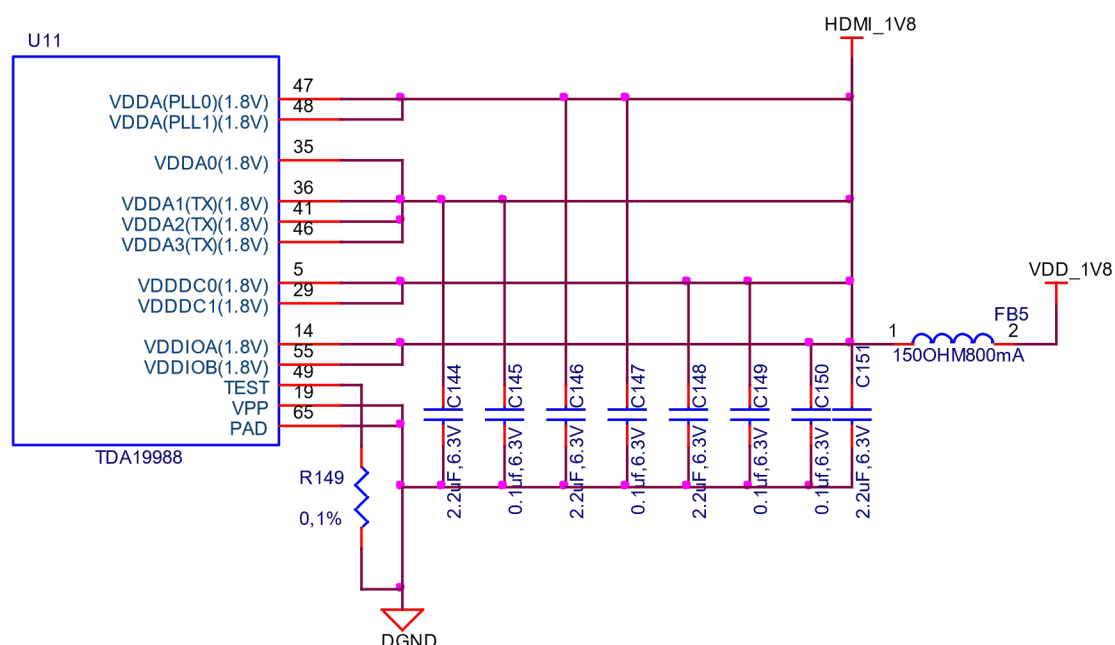 HDMI_1V8
U11
47
VDDA(PLL0)(1.8V)
48
VDDA(PLL1)(1.8V)
35
VDDA0(1.8V)
36
VDDA1(TX)(1.8V)
41
VDDA2(TX)(1.8V)
46
VDDA3(TX)(1.8V)
5
VDDDC0(1.8V)
29
VDDDC1(1.8V)
14
VDDIOA(1.8V)
55
VDDIOB(1.8V)
49
TEST
19
VPP
65
PAD
TDA19988
VDD_1V8
FB5
1
2
150OHM800mA
C144
C145
C146
C147
C148
C149
C150
C151
2.2uF,6.3V
0.1uf,6.3V
2.2uF,6.3V
0.1uf,6.3V
2.2uF,6.3V
0.1uf,6.3V
0.1uf,6.3V
2.2uF,6.3V
R149
0,1%
DGND